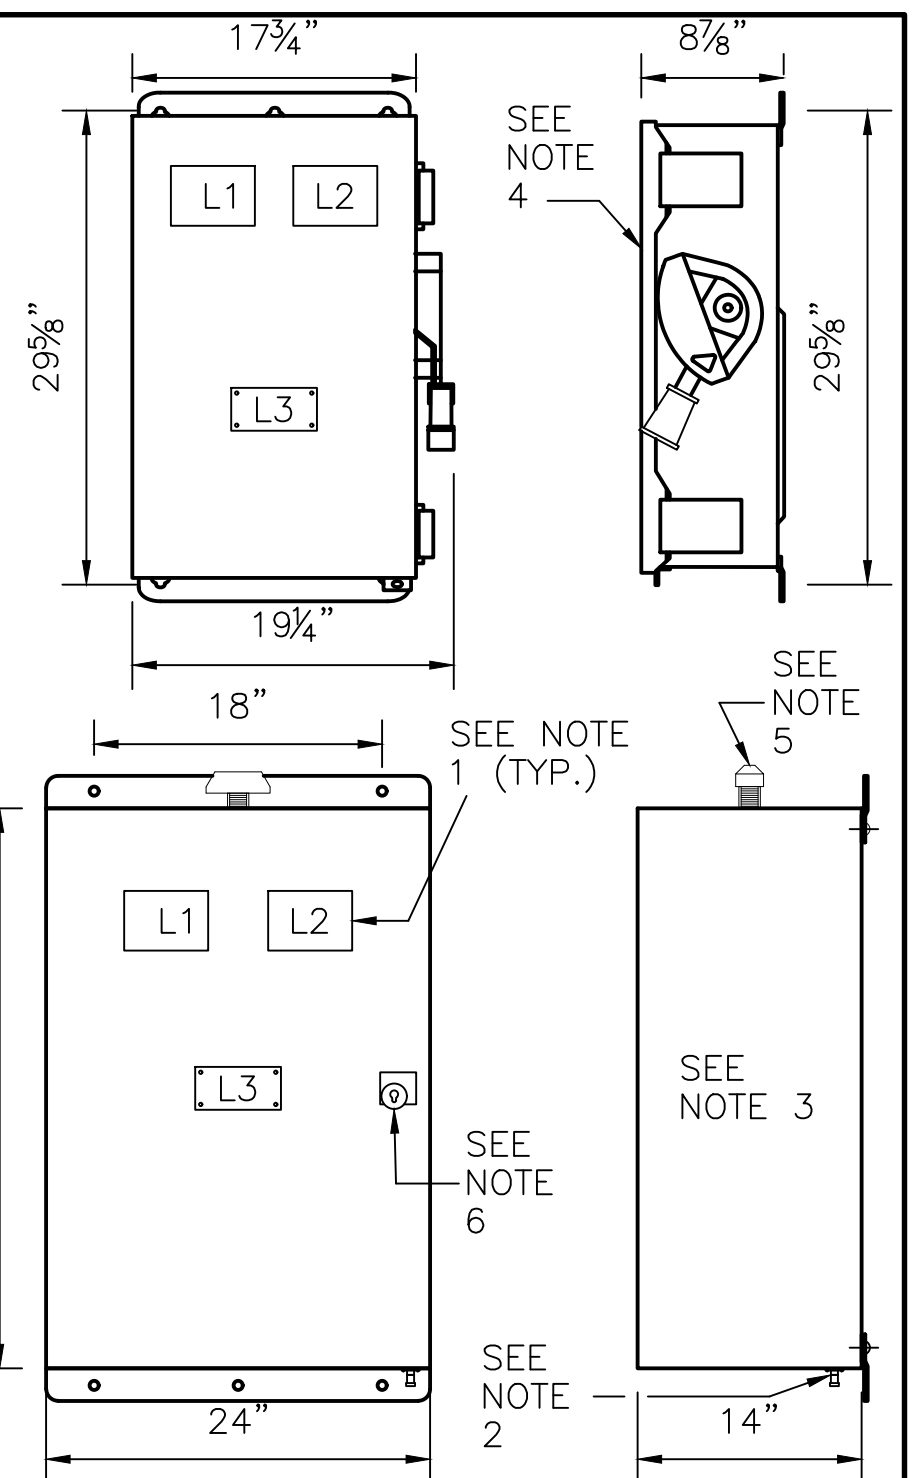 17¾"
8⅞"
SEE
NOTE
4
L1
L2
29⅝"
29⅝"
L3
19¼"
SEE
NOTE
5
18"
SEE NOTE
1 (TYP.)
L1
L2
L3
SEE
NOTE 3
SEE
NOTE
6
SEE
NOTE
2
24"
14"